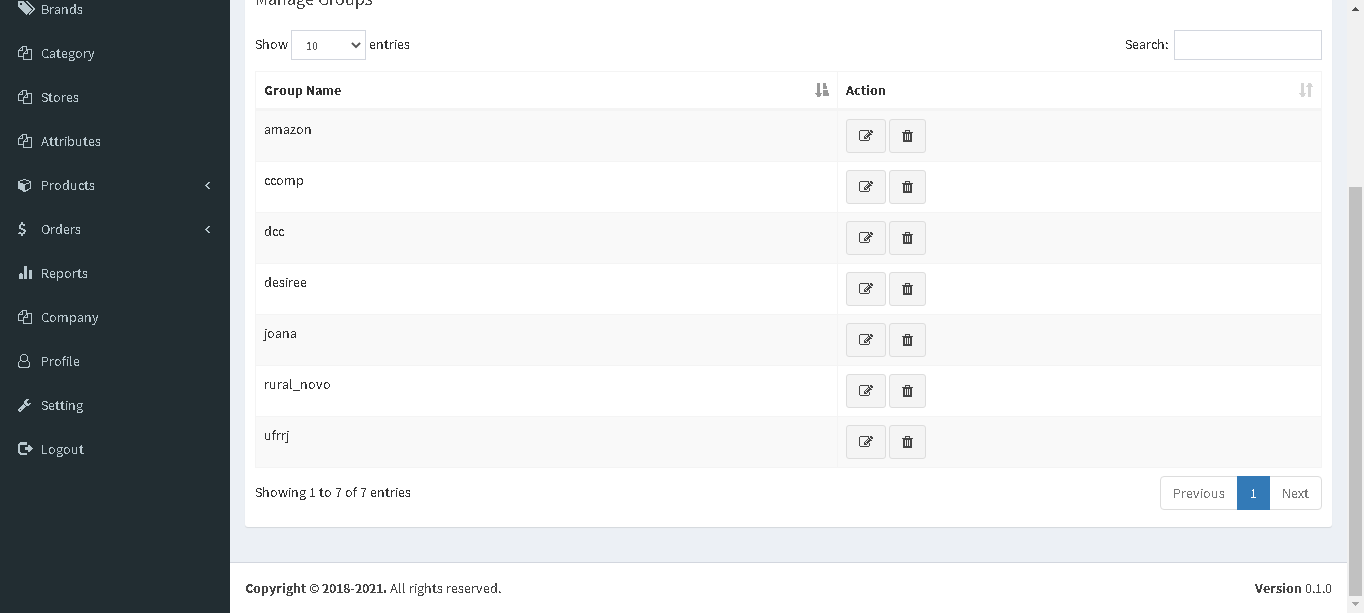 Brands
Category
Stores
Attributes
Products
Orders
Reports
Company
Profile
Setting
Logout
Manage Groups
Show 10 entries
Search:
Group Name Action
amazon
ccomp
dcc
desiree
joana
rural_novo
ufrrj
Showing 1 to 7 of 7 entries
Previous 1 Next
Copyright © 2018-2021. All rights reserved.
Version 0.1.0